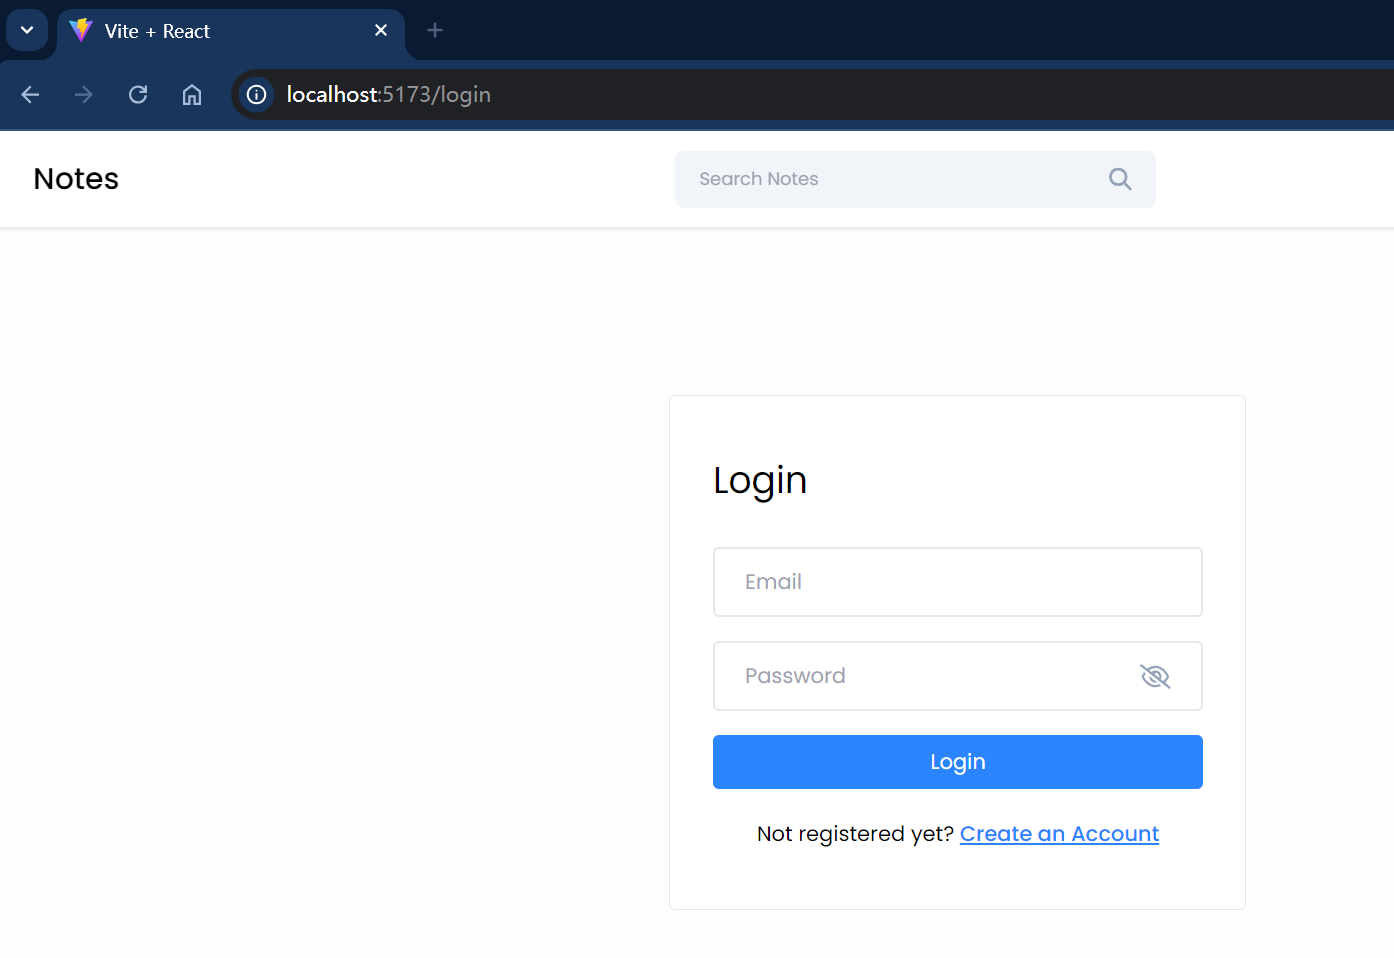 Vite + React
localhost:5173/login
Notes
Search Notes
Login
Email
Password
Login
Not registered yet? Create an Account